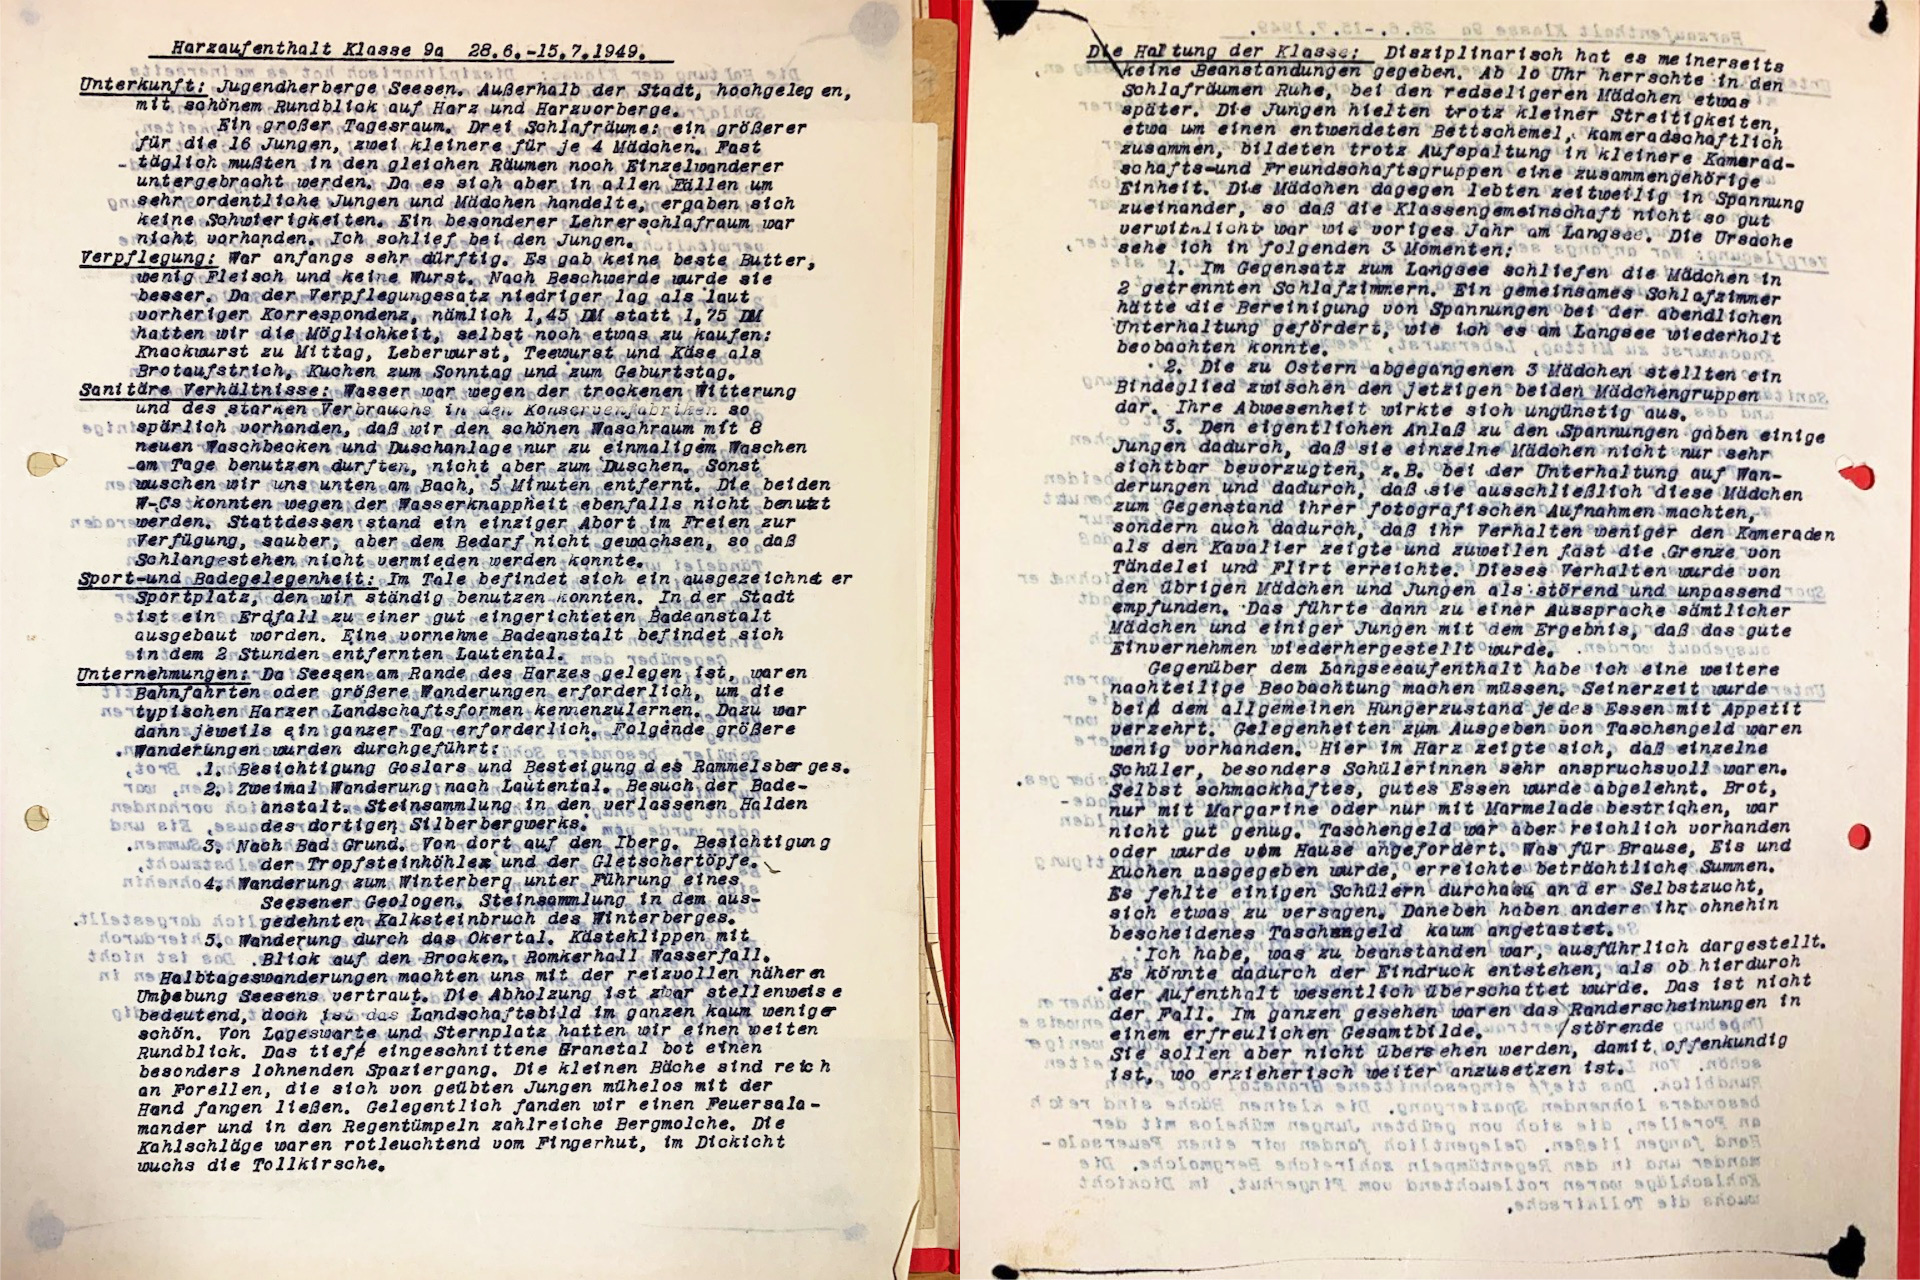 Harzaufenthalt Klasse 9a 28.6.-15.7.1949.
Unterkunft: Jugendherberge Seesen. Außerhalb der Stadt, hochgelegen,
mit schönem Rundblick auf Harz und Harzvorberge.
Ein großer Tagesraum. Drei Schlafräume: ein größerer
für die 16 Jungen, zwei kleinere für je 4 Mädchen. Fast
täglich mußten in den gleichen Räumen noch Einzelwanderer
untergebracht werden. Da es sich aber in allen Fällen um
sehr ordentliche Jungen und Mädchen handelte, ergaben sich
keine Schwierigkeiten. Ein besonderer Lehrerschlafraum war
nicht vorhanden. Ich schlief bei den Jungen.
Verpflegung: War anfangs sehr dürftig. Es gab keine beste Butter,
wenig Fleisch und keine Wurst. Nach Beschwerde wurde sie
besser. Da der Verpflegungssatz niedriger lag als laut
vorheriger Korrespondenz, nämlich 1,45 DM statt 1,75 DM
hatten wir die Möglichkeit, selbst noch etwas zu kaufen:
Knackwurst zu Mittag, Leberwurst, Teewurst und Käse als
Brotaufstrich, Kuchen zum Sonntag und zum Geburtstag.
Sanitäre Verhältnisse: Wasser war wegen der trockenen Witterung
und des starken Verbrauchs in den Konservenfabriken so
spärlich vorhanden, daß wir den schönen Waschraum mit 8
neuen Waschbecken und Duschanlage nur zu einmaligem Waschen
am Tage benutzen durften, nicht aber zum Duschen. Sonst
wuschen wir uns unten am Bach, 5 Minuten entfernt. Die beiden
W-Cs konnten wegen der Wasserknappheit ebenfalls nicht benutzt
werden. Stattdessen stand ein einziger Abort im Freien zur
Verfügung, sauber, aber dem Bedarf nicht gewachsen, so daß
Schlangestehen nicht vermieden werden konnte.
Sport-und Badegelegenheit: Im Tale befindet sich ein ausgezeichneter
Sportplatz, den wir ständig benutzen konnten. In der Stadt
ist ein Erdfall zu einer gut eingerichteten Badeanstalt
ausgebaut worden. Eine vornehme Badeanstalt befindet sich
in dem 2 Stunden entfernten Lautental.
Unternehmungen: Da Seesen am Rande des Harzes gelegen ist, waren
Bahnfahrten oder größere Wanderungen erforderlich, um die
typischen Harzer Landschaftsformen kennenzulernen. Dazu war
dann jeweils ein ganzer Tag erforderlich. Folgende größere
Wanderungen wurden durchgeführt:
1. Besichtigung Goslars und Besteigung des Rammelsberges.
2. Zweimal Wanderung nach Lautental. Besuch der Bade-
anstalt. Steinsammlung in den verlassenen Halden
des dortigen Silberbergwerks.
3. Nach Bad Grund. Von dort auf den Iberg. Besichtigung
der Tropfsteinhöhle und der Gletschertöpfe.
4. Wanderung zum Winterberg unter Führung eines
Seesener Geologen. Steinsammlung in dem aus-
gedehnten Kalksteinbruch des Winterberges.
5. Wanderung durch das Okertal. Kästeklippen mit
Blick auf den Brocken. Romkerhall Wasserfall.
Halbtageswanderungen machten uns mit der reizvollen näheren
Umgebung Seesens vertraut. Die Abholzung ist zwar stellenweise
bedeutend, doch ist das Landschaftsbild im ganzen kaum weniger
schön. Von Lageswarte und Sternplatz hatten wir einen weiten
Rundblick. Das tief eingeschnittene Granetal bot einen
besonders lohnenden Spaziergang. Die kleinen Bäche sind reich
an Forellen, die sich von geübten Jungen mühelos mit der
Hand fangen ließen. Gelegentlich fanden wir einen Feuersala-
mander und in den Regentümpeln zahlreiche Bergmolche. Die
Kahlschläge waren rotleuchtend vom Fingerhut, im Dickicht
wuchs die Tollkirsche.
Die Haltung der Klasse: Disziplinarisch hat es meinerseits
keine Beanstandungen gegeben. Ab 10 Uhr herrschte in den
Schlafräumen Ruhe, bei den redseligeren Mädchen etwas
später. Die Jungen hielten trotz kleiner Streitigkeiten,
etwa um einen entwendeten Bettschemel, kameradschaftlich
zusammen, bildeten trotz Aufspaltung in kleinere Kamerad-
schafts-und Freundschaftsgruppen eine zusammengehörige
Einheit. Die Mädchen dagegen lebten zeitweilig in Spannung
zueinander, so daß die Klassengemeinschaft nicht so gut
verwirklicht war wie voriges Jahr am Langsee. Die Ursache
sehe ich in folgenden 3 Momenten:
1. Im Gegensatz zum Langsee schliefen die Mädchen in
2 getrennten Schlafzimmern. Ein gemeinsames Schlafzimmer
hätte die Bereinigung von Spannungen bei der abendlichen
Unterhaltung gefördert, wie ich es am Langsee wiederholt
beobachten konnte.
2. Die zu Ostern abgegangenen 3 Mädchen stellten ein
Bindeglied zwischen den jetzigen beiden Mädchengruppen
dar. Ihre Abwesenheit wirkte sich ungünstig aus.
3. Den eigentlichen Anlaß zu den Spannungen gaben einige
Jungen dadurch, daß sie einzelne Mädchen nicht nur sehr
sichtbar bevorzugten, z.B. bei der Unterhaltung auf Wan-
derungen und dadurch, daß sie ausschließlich diese Mädchen
zum Gegenstand ihrer fotografischen Aufnahmen machten,
sondern auch dadurch, daß ihr Verhalten weniger den Kameraden
als den Kavalier zeigte und zuweilen fast die Grenze von
Tändelei und Flirt erreichte. Dieses Verhalten wurde von
den übrigen Mädchen und Jungen als störend und unpassend
empfunden. Das führte dann zu einer Aussprache sämtlicher
Mädchen und einiger Jungen mit dem Ergebnis, daß das gute
Einvernehmen wiederhergestellt wurde.
Gegenüber dem Langseeaufenthalt habe ich eine weitere
nachteilige Beobachtung machen müssen. Seinerzeit wurde
bei dem allgemeinen Hungerzustand jedes Essen mit Appetit
verzehrt. Gelegenheiten zum Ausgeben von Taschengeld waren
wenig vorhanden. Hier im Harz zeigte sich, daß einzelne
Schüler, besonders Schülerinnen sehr anspruchsvoll waren.
Selbst schmackhaftes, gutes Essen wurde abgelehnt. Brot,
nur mit Margarine oder nur mit Marmelade bestrichen, war
nicht gut genug. Taschengeld war aber reichlich vorhanden
oder wurde vom Hause angefordert. Was für Brause, Eis und
Kuchen ausgegeben wurde, erreichte beträchtliche Summen.
Es fehlte einigen Schülern durchaus an der Selbstzucht,
sich etwas zu versagen. Daneben haben andere ihr ohnehin
bescheidenes Taschengeld kaum angetastet.
Ich habe, was zu beanstanden war, ausführlich dargestellt.
Es könnte dadurch der Eindruck entstehen, als ob hierdurch
der Aufenthalt wesentlich überschattet wurde. Das ist nicht
der Fall. Im ganzen gesehen waren das Randerscheinungen in
einem erfreulichen Gesamtbilde. /störende
Sie sollen aber nicht übersehen werden, damit offenkundig
ist, wo erzieherisch weiter anzusetzen ist.